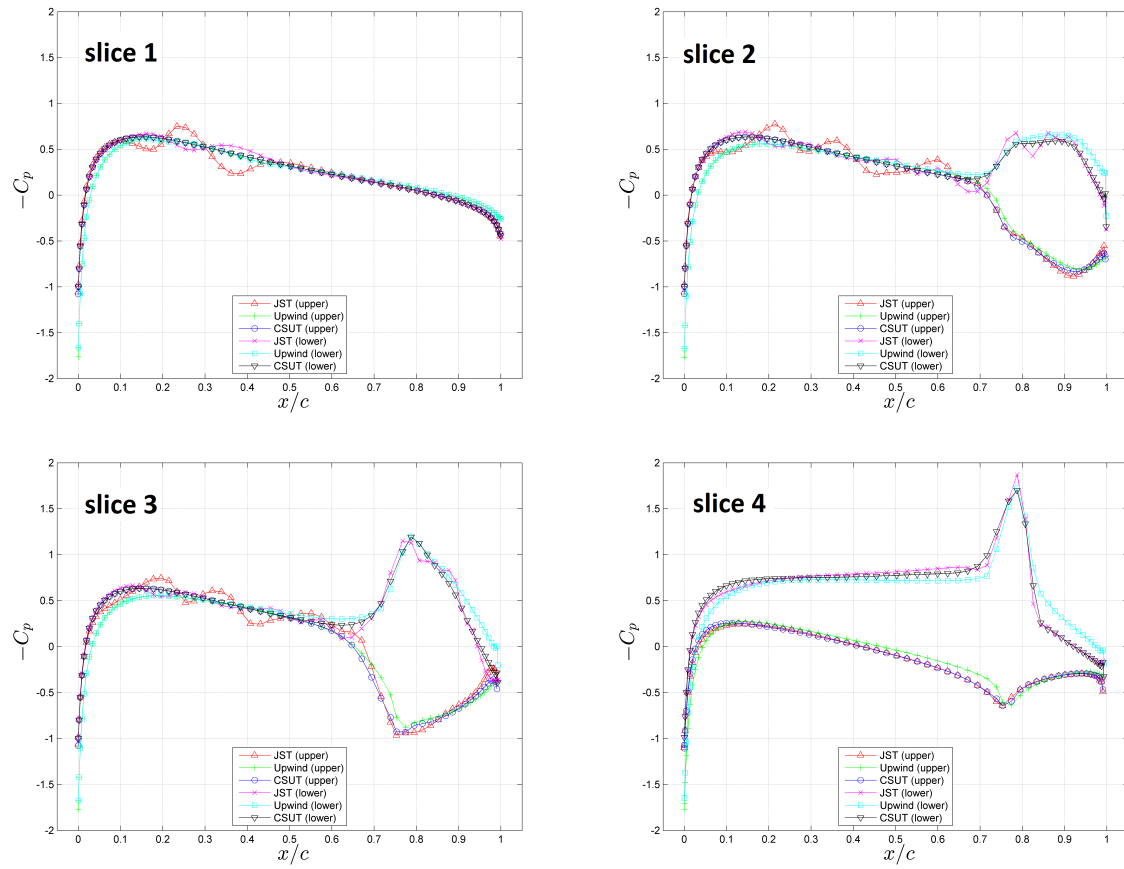 slice 1
2
1.5
1
0.5
0
-0.5
-1
-1.5
-2
−Cp
0 0.1 0.2 0.3 0.4 0.5 0.6 0.7 0.8 0.9 1
x/c
JST (upper)
Upwind (upper)
CSUT (upper)
JST (lower)
Upwind (lower)
CSUT (lower)
slice 2
2
1.5
1
0.5
0
-0.5
-1
-1.5
-2
−Cp
0 0.1 0.2 0.3 0.4 0.5 0.6 0.7 0.8 0.9 1
x/c
JST (upper)
Upwind (upper)
CSUT (upper)
JST (lower)
Upwind (lower)
CSUT (lower)
slice 3
2
1.5
1
0.5
0
-0.5
-1
-1.5
-2
−Cp
0 0.1 0.2 0.3 0.4 0.5 0.6 0.7 0.8 0.9 1
x/c
JST (upper)
Upwind (upper)
CSUT (upper)
JST (lower)
Upwind (lower)
CSUT (lower)
slice 4
2
1.5
1
0.5
0
-0.5
-1
-1.5
-2
−Cp
0 0.1 0.2 0.3 0.4 0.5 0.6 0.7 0.8 0.9 1
x/c
JST (upper)
Upwind (upper)
CSUT (upper)
JST (lower)
Upwind (lower)
CSUT (lower)